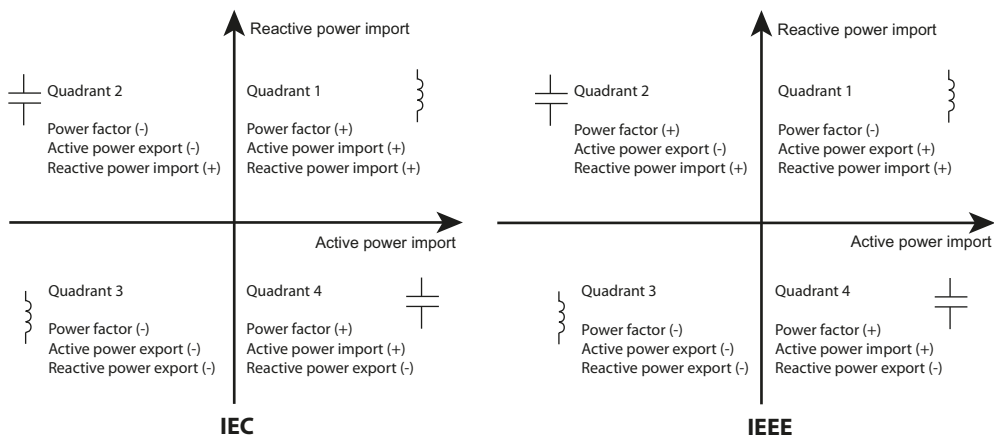 Reactive power import
Quadrant 2
Power factor (-)
Active power export (-)
Reactive power import (+)
Quadrant 1
Power factor (+)
Active power import (+)
Reactive power import (+)
Active power import
Quadrant 3
Power factor (-)
Active power export (-)
Reactive power export (-)
Quadrant 4
Power factor (+)
Active power import (+)
Reactive power export (-)
IEC
Reactive power import
Quadrant 2
Power factor (+)
Active power export (-)
Reactive power import (+)
Quadrant 1
Power factor (-)
Active power export (+)
Reactive power import (+)
Active power import
Quadrant 3
Power factor (-)
Active power export (-)
Reactive power export (-)
Quadrant 4
Power factor (+)
Active power import (+)
Reactive power export (-)
IEEE